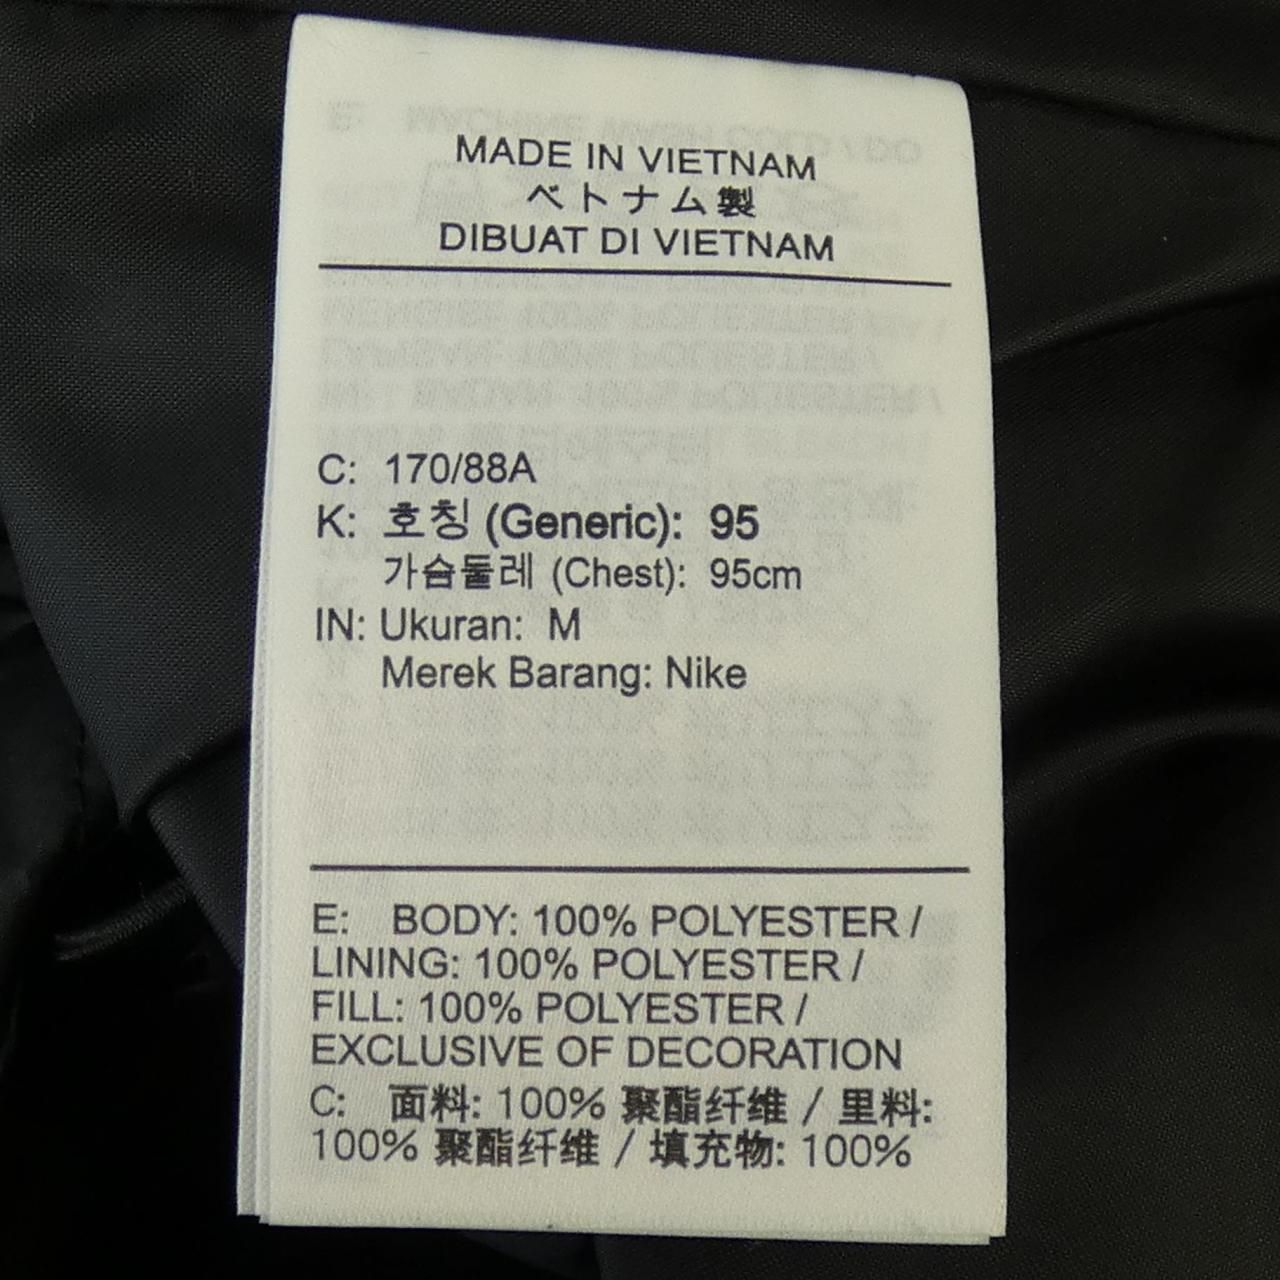 MADE IN VIETNAM
ベトナム製
DIBUAT DI VIETNAM
C: 170/88A
K: 호칭 (Generic): 95
가슴둘레 (Chest): 95cm
IN: Ukuran: M
Merek Barang: Nike
E: BODY: 100% POLYESTER /
LINING: 100% POLYESTER /
FILL: 100% POLYESTER /
EXCLUSIVE OF DECORATION
C: 面料: 100% 聚酯纤维 / 里料:
100% 聚酯纤维 / 填充物: 100%